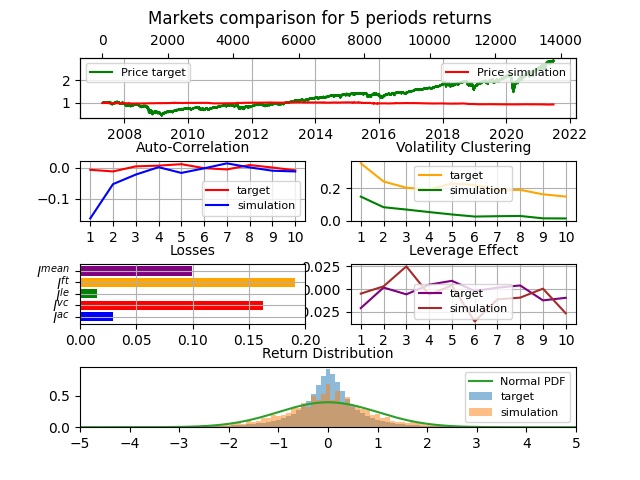 Markets comparison for 5 periods returns
0 2000 4000 6000 8000 10000 12000 14000
2
1
Price target
Price simulation
2008 2010 2012 2014 2016 2018 2020 2022
Auto-Correlation
0.0
−0.1
target
simulation
1 2 3 4 5 6 7 8 9 10
Volatility Clustering
0.2
0.0
target
simulation
1 2 3 4 5 6 7 8 9 10
Losses
l^mean
l^ft
l^le
l^vc
l^ac
0.00 0.05 0.10 0.15 0.20
Leverage Effect
0.025
0.000
0.025
target
simulation
1 2 3 4 5 6 7 8 9 10
Return Distribution
0.5
0.0
Normal PDF
target
simulation
−5 −4 −3 −2 −1 0 1 2 3 4 5